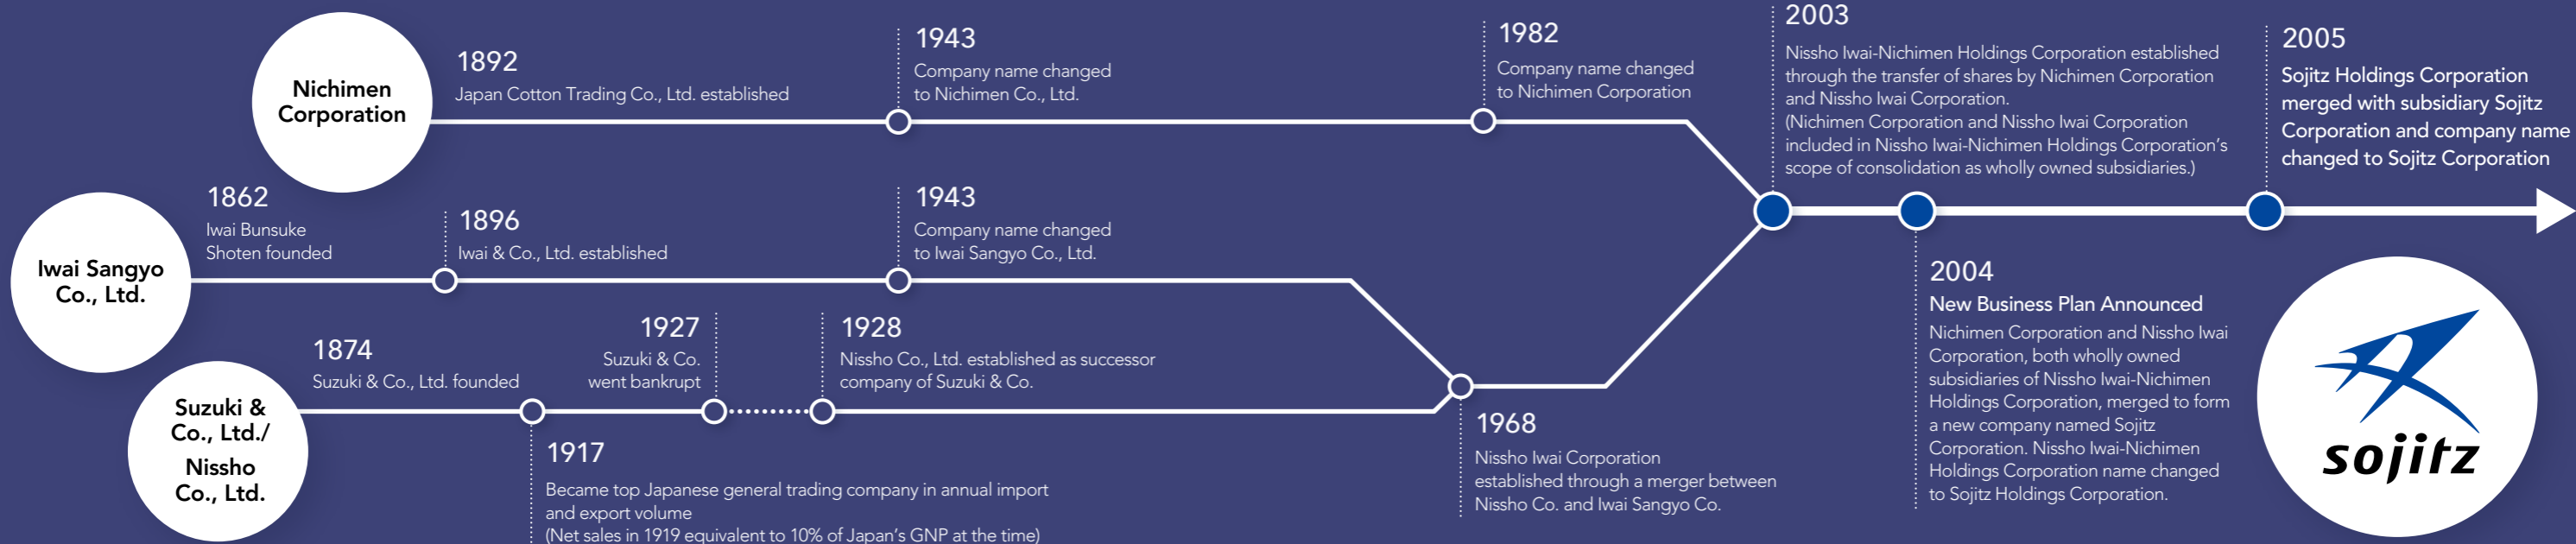 Nichimen
Corporation
1892
Japan Cotton Trading Co., Ltd. established
1943
Company name changed
to Nichimen Co., Ltd.
1982
Company name changed
to Nichimen Corporation
2003
Nissho Iwai-Nichimen Holdings Corporation established
through the transfer of shares by Nichimen Corporation
and Nissho Iwai Corporation.
(Nichimen Corporation and Nissho Iwai Corporation
included in Nissho Iwai-Nichimen Holdings Corporation’s
scope of consolidation as wholly owned subsidiaries.)
2005
Sojitz Holdings Corporation
merged with subsidiary Sojitz
Corporation and company name
changed to Sojitz Corporation
Iwai Sangyo
Co., Ltd.
1862
Iwai Bunsuke
Shoten founded
1896
Iwai & Co., Ltd. established
1943
Company name changed
to Iwai Sangyo Co., Ltd.
Suzuki &
Co., Ltd./
Nissho
Co., Ltd.
1874
Suzuki & Co., Ltd. founded
1917
Became top Japanese general trading company in annual import
and export volume
(Net sales in 1919 equivalent to 10% of Japan’s GNP at the time)
1927
Suzuki & Co.
went bankrupt
1928
Nissho Co., Ltd. established as successor
company of Suzuki & Co.
1968
Nissho Iwai Corporation
established through a merger between
Nissho Co. and Iwai Sangyo Co.
2004
New Business Plan Announced
Nichimen Corporation and Nissho Iwai
Corporation, both wholly owned
subsidiaries of Nissho Iwai-Nichimen
Holdings Corporation, merged to form
a new company named Sojitz
Corporation. Nissho Iwai-Nichimen
Holdings Corporation name changed
to Sojitz Holdings Corporation.
sojitz